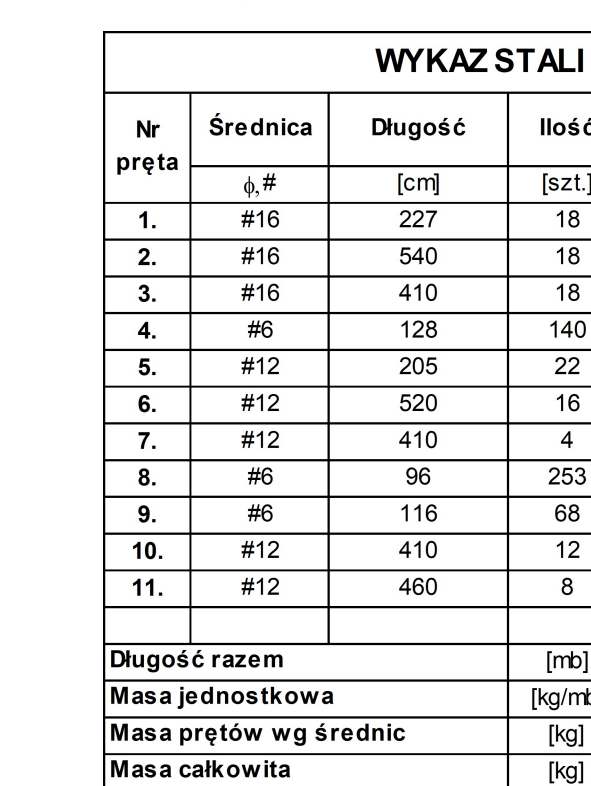 WYKAZ STALI
Nr pręta Średnica Długość Ilość
ϕ, # [cm] [szt.]
1. #16 227 18
2. #16 540 18
3. #16 410 18
4. #6 128 140
5. #12 205 22
6. #12 520 16
7. #12 410 4
8. #6 96 253
9. #6 116 68
10. #12 410 12
11. #12 460 8
Długość razem [mb]
Masa jednostkowa [kg/mb
Masa prętów wg średnic [kg]
Masa całkowita [kg]